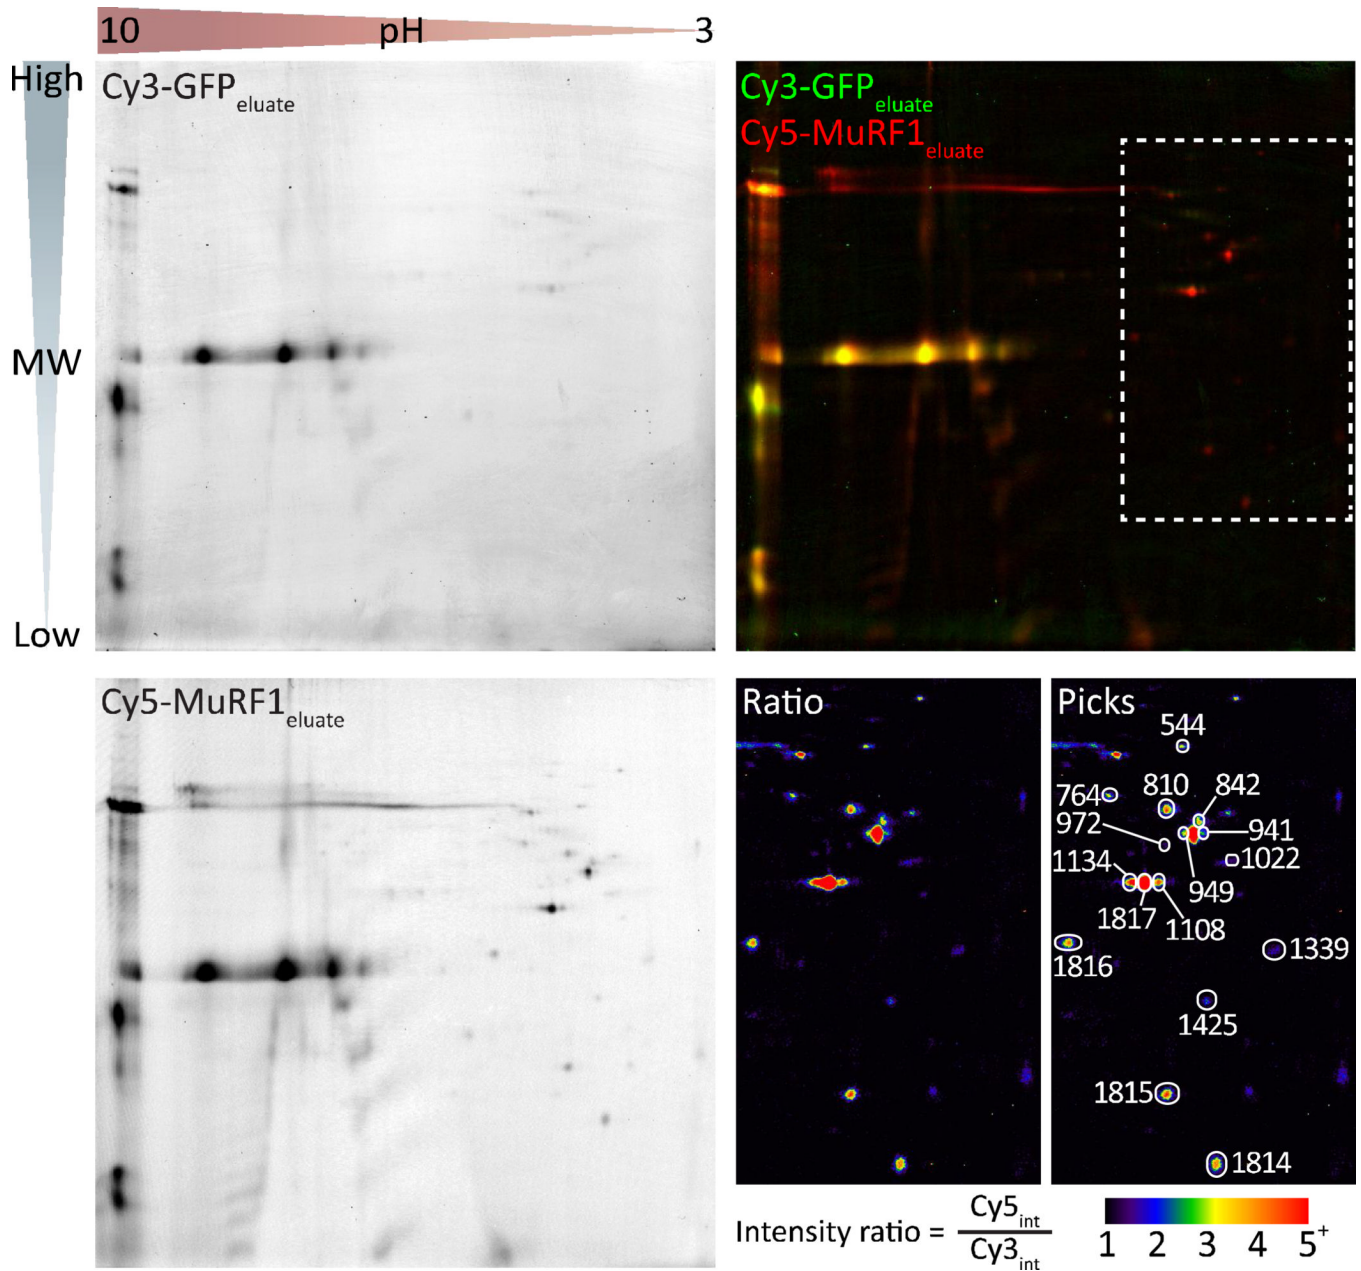 10 pH 3
High
MW
Low
Cy3-GFPeluate
Cy3-GFPeluate
Cy5-MuRF1eluate
Cy5-MuRF1eluate
Ratio
Picks
544
764
810
842
972
941
1022
1134
949
1817
1108
1816
1339
1425
1815
1814
Intensity ratio = Cy5int
Cy3int
1 2 3 4 5+